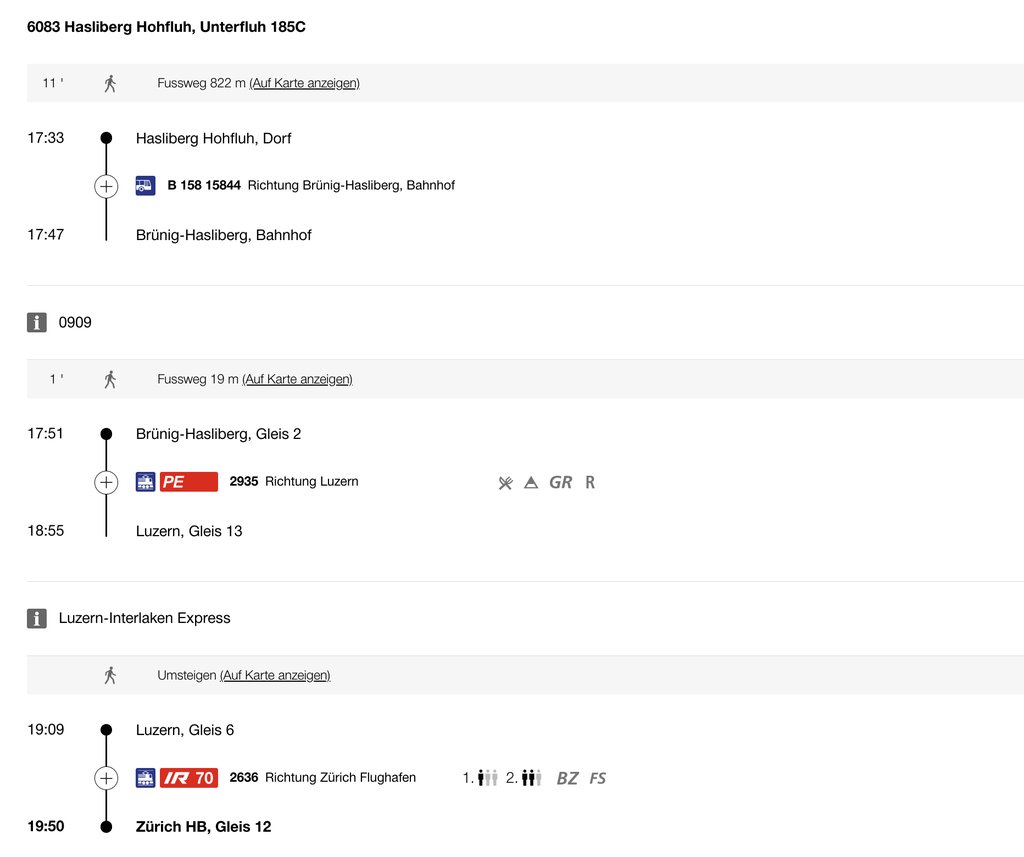 6083 Hasliberg Hohfluh, Unterfluh 185C
11 ' Fussweg 822 m (Auf Karte anzeigen)
17:33 Hasliberg Hohfluh, Dorf
B 158 15844 Richtung Brünig-Hasliberg, Bahnhof
17:47 Brünig-Hasliberg, Bahnhof
i 0909
1 ' Fussweg 19 m (Auf Karte anzeigen)
17:51 Brünig-Hasliberg, Gleis 2
PE 2935 Richtung Luzern GR R
18:55 Luzern, Gleis 13
i Luzern-Interlaken Express
Umsteigen (Auf Karte anzeigen)
19:09 Luzern, Gleis 6
IR 70 2636 Richtung Zürich Flughafen 1. 2. BZ FS
19:50 Zürich HB, Gleis 12